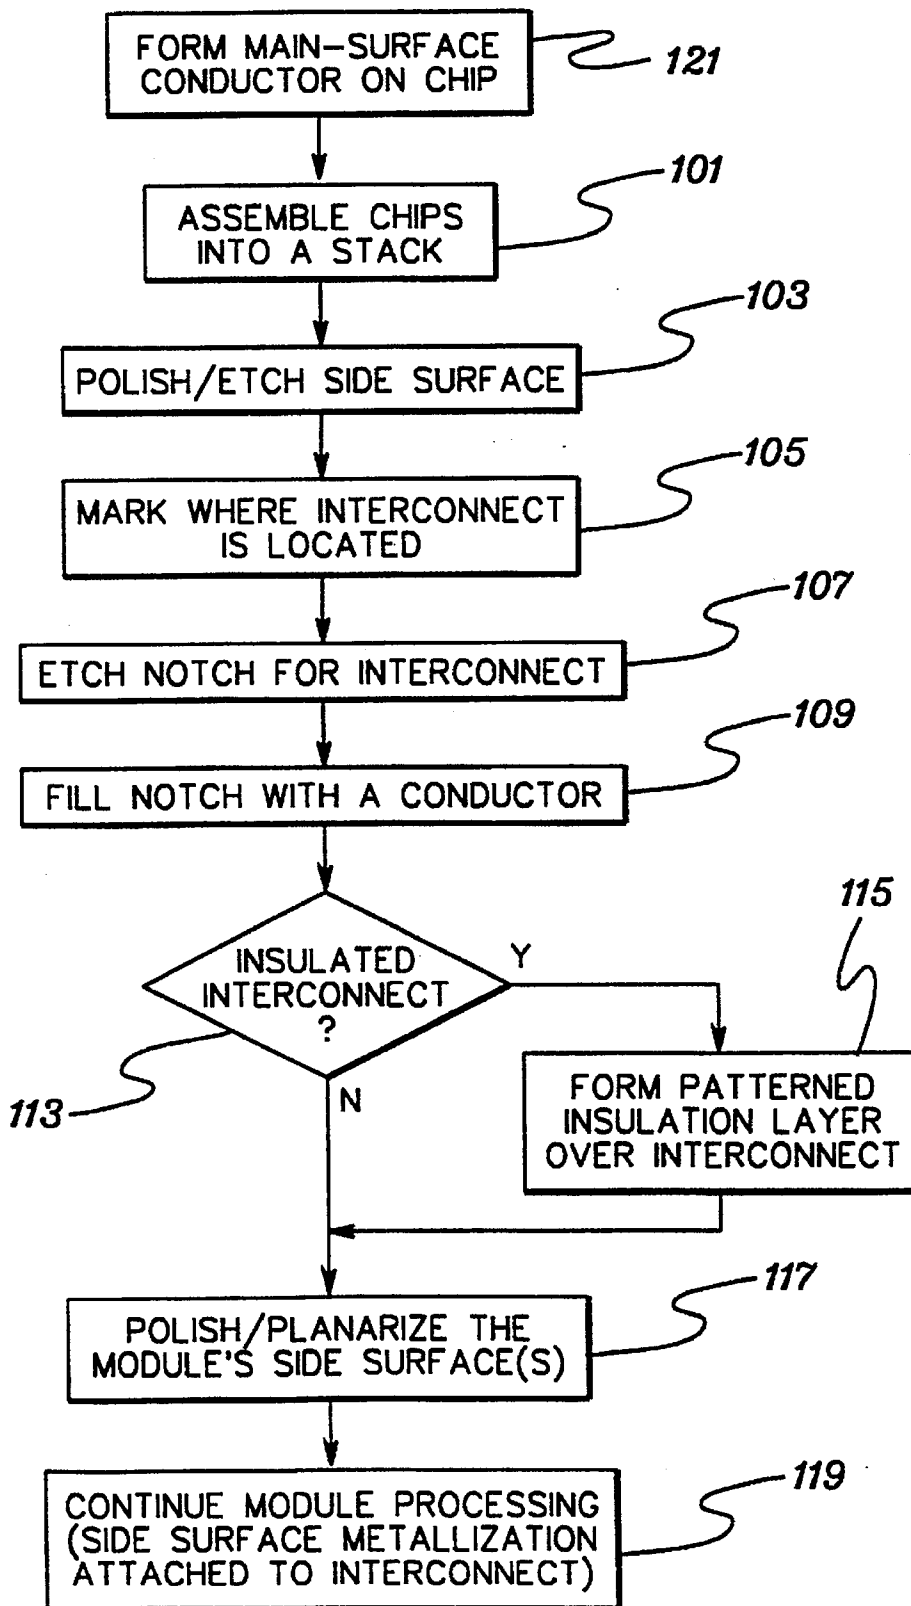 FORM MAIN-SURFACE
CONDUCTOR ON CHIP
121
ASSEMBLE CHIPS
INTO A STACK
101
POLISH/ETCH SIDE SURFACE
103
MARK WHERE INTERCONNECT
IS LOCATED
105
ETCH NOTCH FOR INTERCONNECT
107
FILL NOTCH WITH A CONDUCTOR
109
INSULATED
INTERCONNECT
?
Y
N
113
115
FORM PATTERNED
INSULATION LAYER
OVER INTERCONNECT
POLISH/PLANARIZE THE
MODULE'S SIDE SURFACE(S)
117
CONTINUE MODULE PROCESSING
(SIDE SURFACE METALLIZATION
ATTACHED TO INTERCONNECT)
119